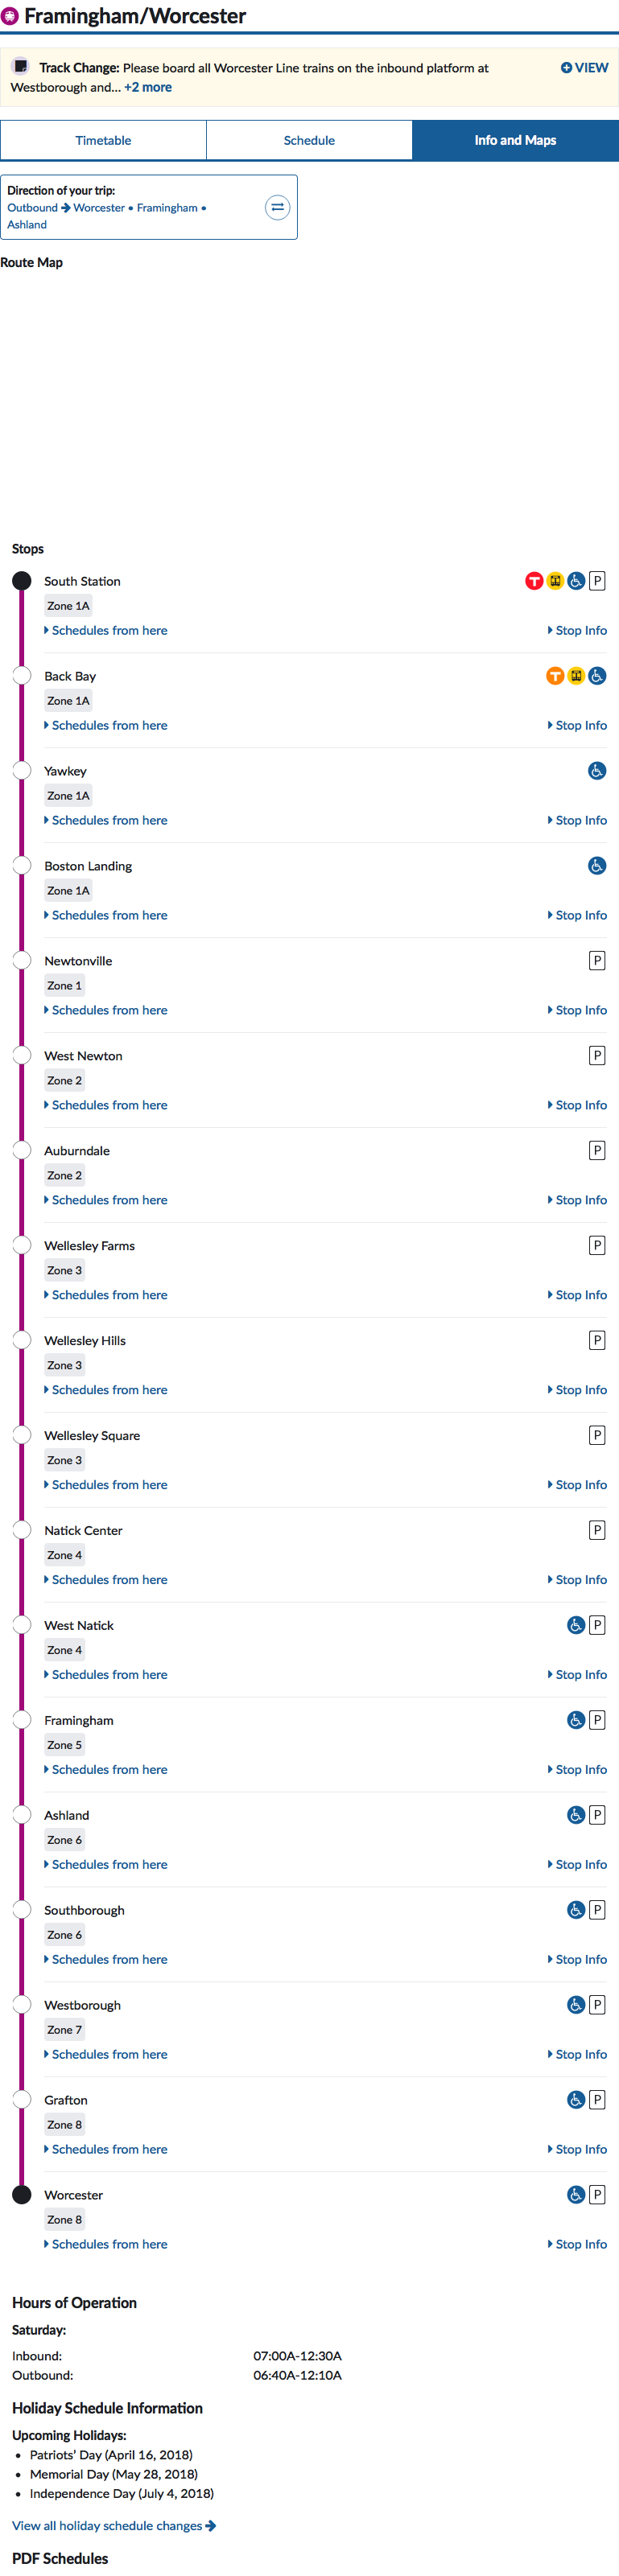 Framingham/Worcester
Track Change: Please board all Worcester Line trains on the inbound platform at
Westborough and... +2 more
VIEW
Timetable
Schedule
Info and Maps
Direction of your trip:
Outbound → Worcester • Framingham •
Ashland
Route Map
Stops
South Station
T
P
Zone 1A
Schedules from here
Stop Info
Back Bay
T
Zone 1A
Schedules from here
Stop Info
Yawkey
Zone 1A
Schedules from here
Stop Info
Boston Landing
Zone 1A
Schedules from here
Stop Info
Newtonville
P
Zone 1
Schedules from here
Stop Info
West Newton
P
Zone 2
Schedules from here
Stop Info
Auburndale
P
Zone 2
Schedules from here
Stop Info
Wellesley Farms
P
Zone 3
Schedules from here
Stop Info
Wellesley Hills
P
Zone 3
Schedules from here
Stop Info
Wellesley Square
P
Zone 3
Schedules from here
Stop Info
Natick Center
P
Zone 4
Schedules from here
Stop Info
West Natick
P
Zone 4
Schedules from here
Stop Info
Framingham
P
Zone 5
Schedules from here
Stop Info
Ashland
P
Zone 6
Schedules from here
Stop Info
Southborough
P
Zone 6
Schedules from here
Stop Info
Westborough
P
Zone 7
Schedules from here
Stop Info
Grafton
P
Zone 8
Schedules from here
Stop Info
Worcester
P
Zone 8
Schedules from here
Stop Info
Hours of Operation
Saturday:
Inbound: 07:00A-12:30A
Outbound: 06:40A-12:10A
Holiday Schedule Information
Upcoming Holidays:
• Patriots’ Day (April 16, 2018)
• Memorial Day (May 28, 2018)
• Independence Day (July 4, 2018)
View all holiday schedule changes →
PDF Schedules